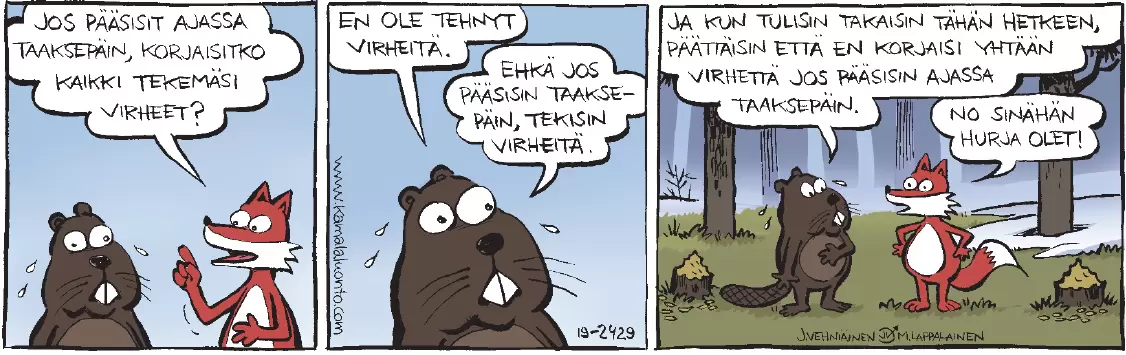 JOS PÄÄSISIT AJASSA
TAAKSEPÄIN, KORJAISITKO
KAIKKI TEKEMÄSI
VIRHEET?
EN OLE TEHNYT
VIRHEITÄ.
EHKÄ JOS
PÄÄSISIN TAAKSE-
PÄIN, TEKISIN
VIRHEITÄ.
www.kamalaluonto.com
19-2429
JA KUN TULISIN TAKAISIN TÄHÄN HETKEEN,
PÄÄTTÄISIN ETTÄ EN KORJAISI YHTÄÄN
VIRHETTÄ JOS PÄÄSISIN AJASSA
TAAKSEPÄIN.
NO SINÄHÄN
HURJA OLET!
J.VEHNIÄINEN JV M.LAPPALAINEN